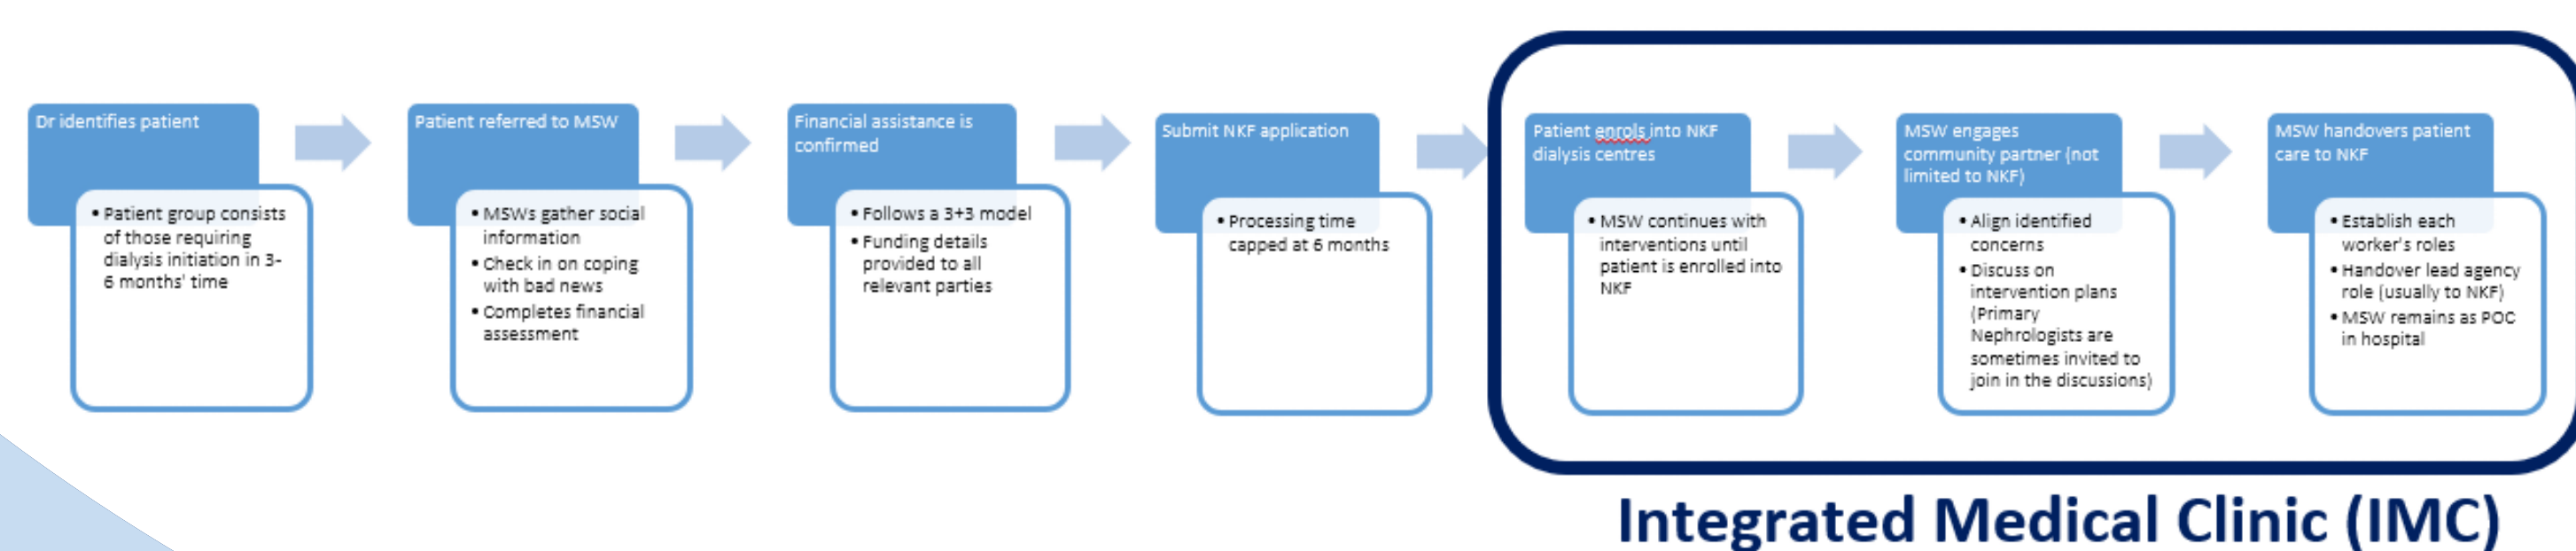 Dr identifies patient
• Patient group consists
of those requiring
dialysis initiation in 3-
6 months' time
Patient referred to MSW
• MSWs gather social
information
• Check in on coping
with bad news
• Completes financial
assessment
Financial assistance is
confirmed
• Follows a 3+3 model
• Funding details
provided to all
relevant parties
Submit NKF application
• Processing time
capped at 6 months
Patient enrols into NKF
dialysis centres
• MSW continues with
interventions until
patient is enrolled into
NKF
MSW engages
community partner (not
limited to NKF)
• Align identified
concerns
• Discuss on
intervention plans
(Primary
Nephrologists are
sometimes invited to
join in the discussions)
MSW handovers patient
care to NKF
• Establish each
worker's roles
• Handover lead agency
role (usually to NKF)
• MSW remains as POC
in hospital
Integrated Medical Clinic (IMC)